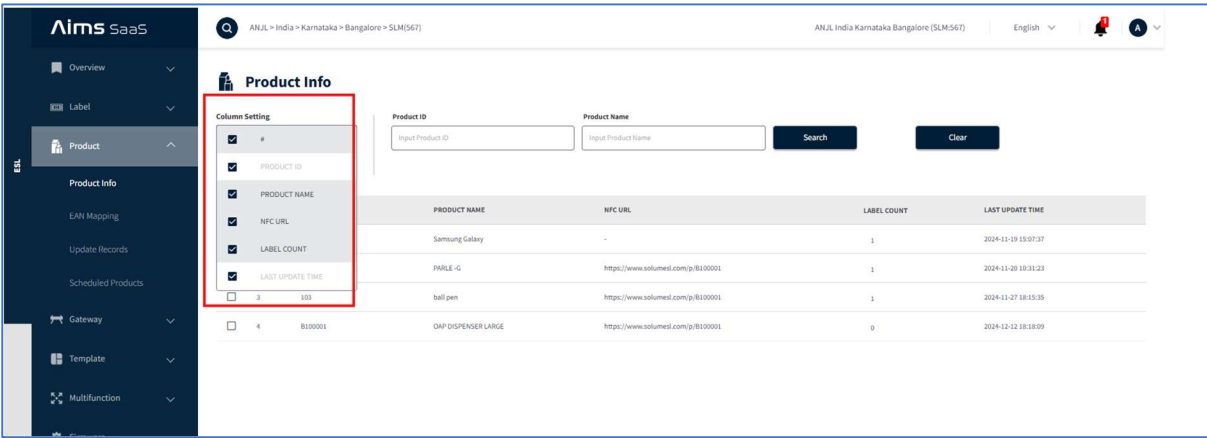 Aims SaaS
ANJL > India > Karnataka > Bangalore > SLM(567)
ANJL India Karnataka Bangalore (SLM:567)
English
1
A
ESL
Overview
Label
Product
Product Info
EAN Mapping
Update Records
Scheduled Products
Gateway
Template
Multifunction
Product Info
Column Setting
Product ID
Product Name
Input Product ID
Input Product Name
Search
Clear
#
PRODUCT ID
PRODUCT NAME
NFC URL
LABEL COUNT
LAST UPDATE TIME
PRODUCT NAME NFC URL LABEL COUNT LAST UPDATE TIME
Samsung Galaxy - 1 2024-11-19 15:07:37
PARLE -G https://www.solumesl.com/p/B100001 1 2024-11-20 10:31:23
3 103 ball pen https://www.solumesl.com/p/B100001 1 2024-11-27 18:15:35
4 B100001 OAP DISPENSER LARGE https://www.solumesl.com/p/B100001 0 2024-12-12 18:18:09